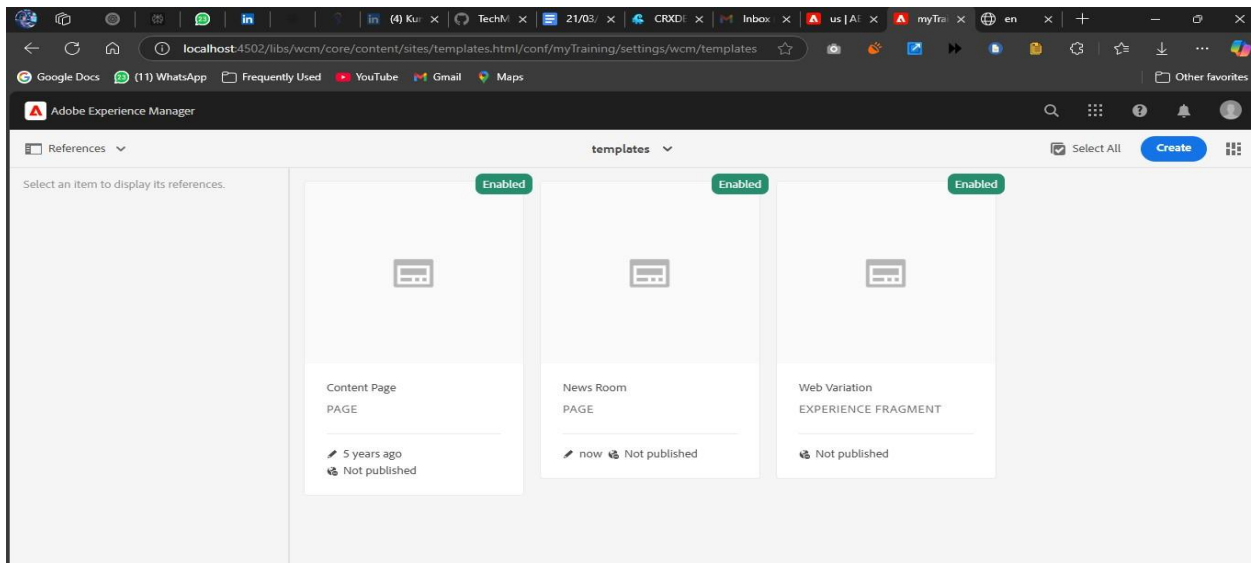 (4) Kur
TechM
21/03/
CRXDE
Inbox
us | AE
myTrai
en
localhost:4502/libs/wcm/core/content/sites/templates.html/conf/myTraining/settings/wcm/templates
Google Docs (11) WhatsApp Frequently Used YouTube Gmail Maps Other favorites
Adobe Experience Manager
References templates Select All Create
Select an item to display its references.
Enabled Enabled Enabled
Content Page News Room Web Variation
PAGE PAGE EXPERIENCE FRAGMENT
5 years ago now Not published Not published
Not published